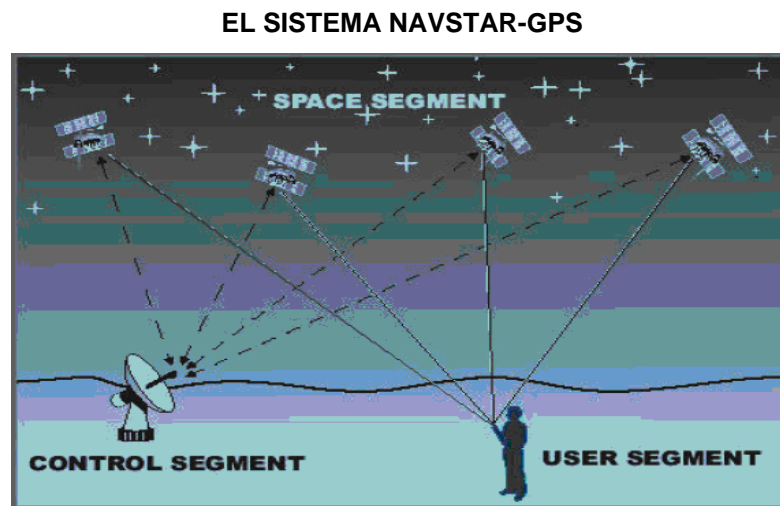 EL SISTEMA NAVSTAR-GPS
SPACE SEGMENT
CONTROL SEGMENT
USER SEGMENT